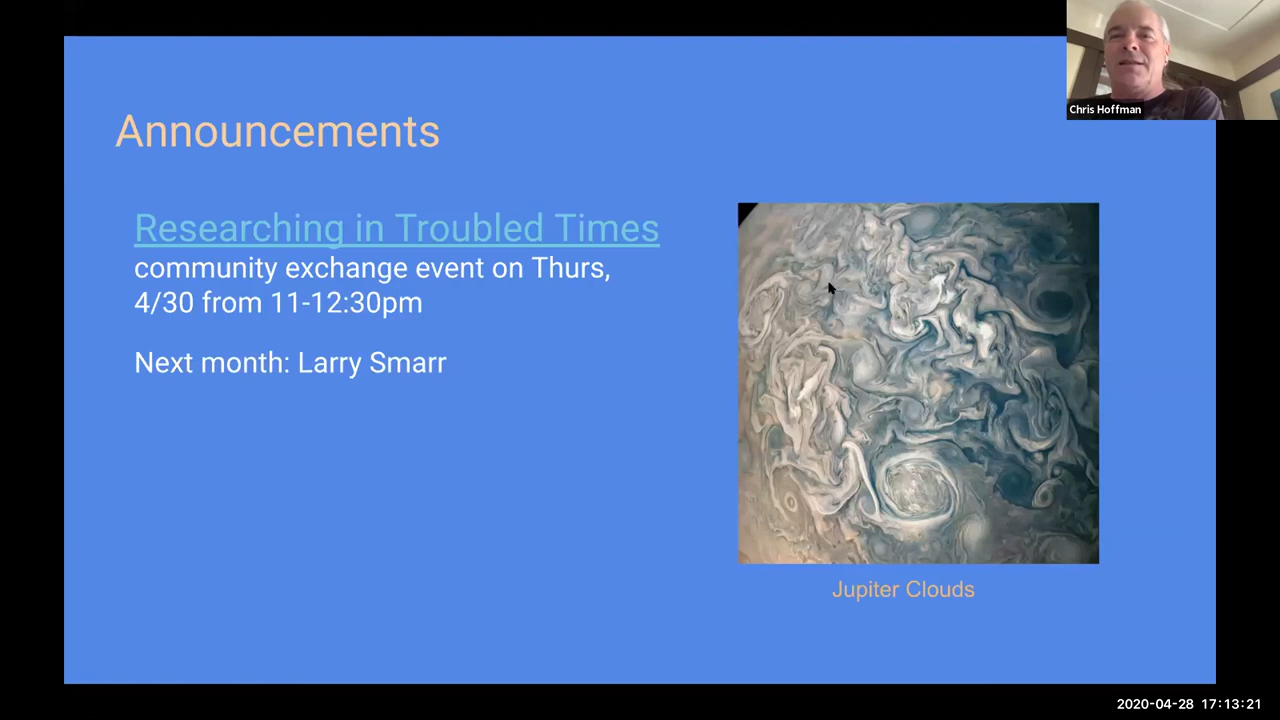 Chris Hoffman
Announcements
Researching in Troubled Times
community exchange event on Thurs,
4/30 from 11-12:30pm
Next month: Larry Smarr
Jupiter Clouds
2020-04-28 17:13:21